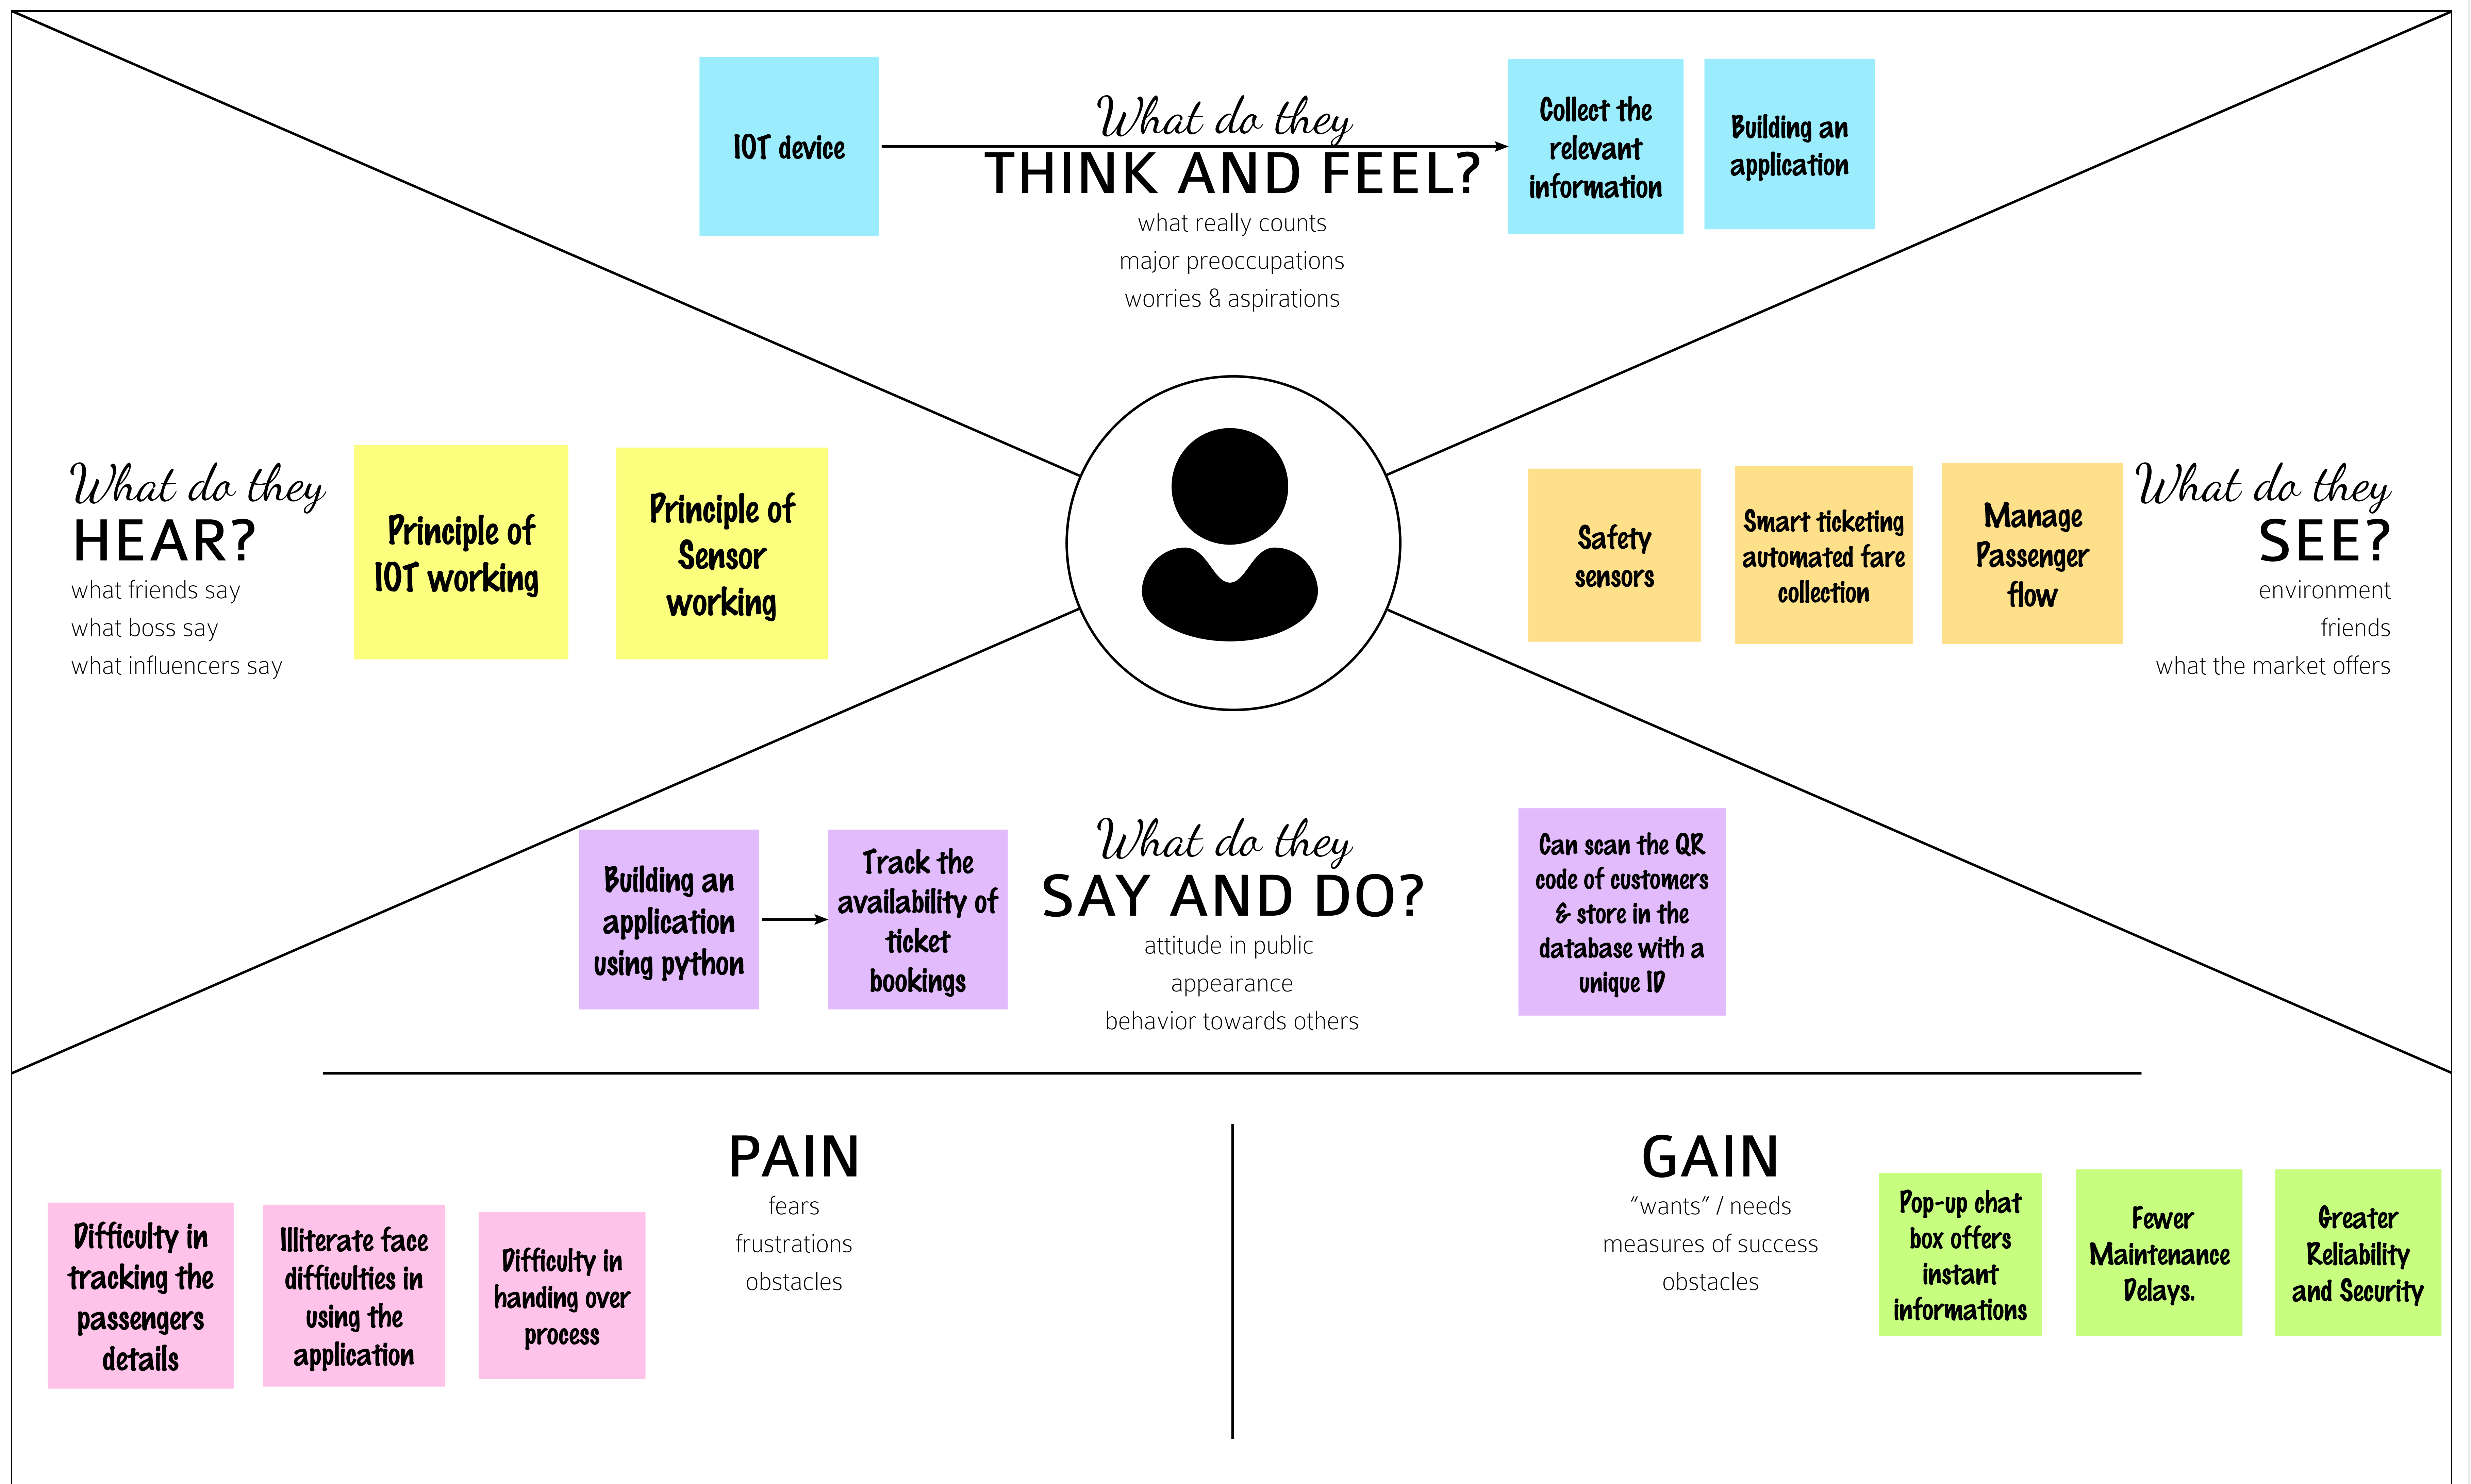 IOT device
What do they
THINK AND FEEL?
what really counts
major preoccupations
worries & aspirations
Collect the
relevant
information
Building an
application
What do they
HEAR?
what friends say
what boss say
what influencers say
Principle of
IOT working
Principle of
Sensor
working
Safety
sensors
Smart ticketing
automated fare
collection
Manage
Passenger
flow
What do they
SEE?
environment
friends
what the market offers
Building an
application
using python
Track the
availability of
ticket
bookings
What do they
SAY AND DO?
attitude in public
appearance
behavior towards others
Can scan the QR
code of customers
& store in the
database with a
unique ID
PAIN
fears
frustrations
obstacles
Difficulty in
tracking the
passengers
details
Illiterate face
difficulties in
using the
application
Difficulty in
handing over
process
GAIN
“wants” / needs
measures of success
obstacles
Pop-up chat
box offers
instant
informations
Fewer
Maintenance
Delays.
Greater
Reliability
and Security